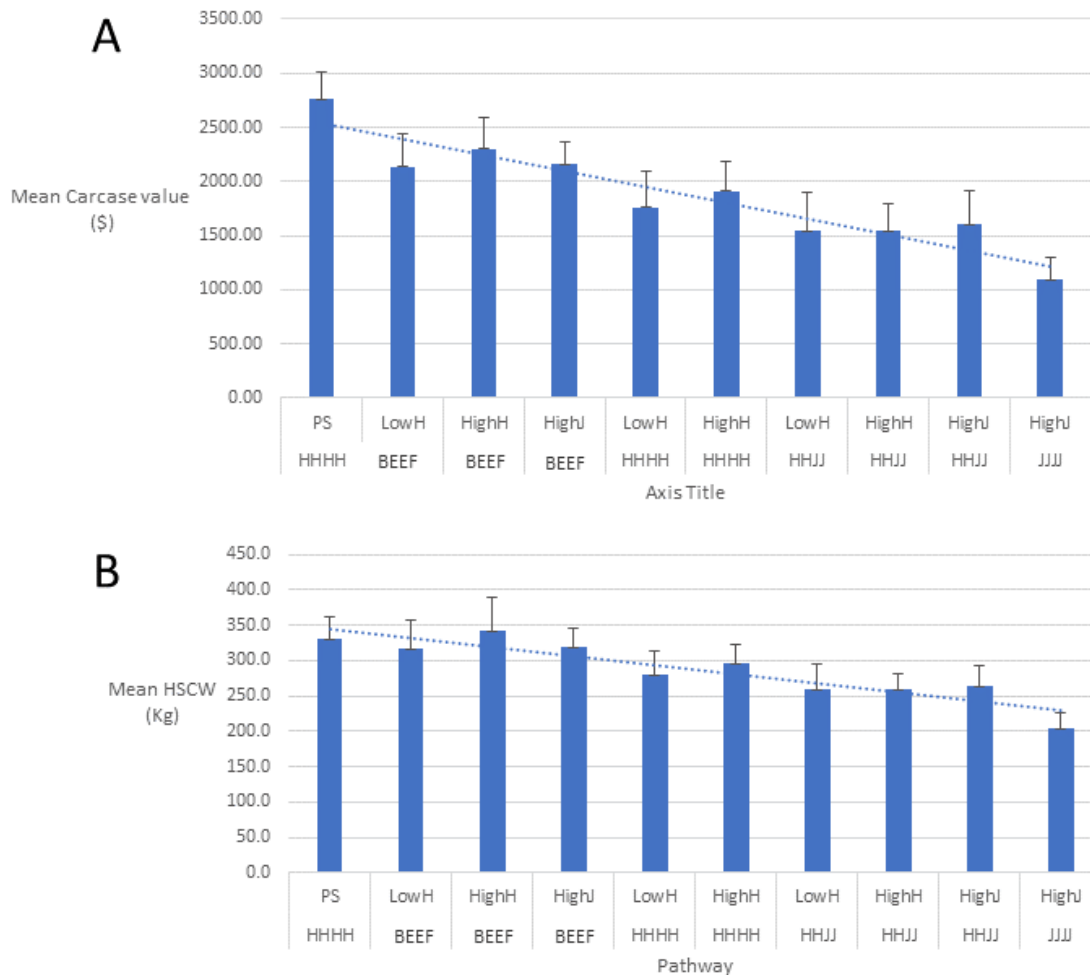 A
3500.00
3000.00
2500.00
2000.00
1500.00
1000.00
500.00
0.00
Mean Carcase value
($)
PS LowH HighH HighJ LowH HighH LowH HighH HighJ HighJ
HHHH BEEF BEEF BEEF HHHH HHHH HHJJ HHJJ HHJJ JJJJ
Axis Title
B
450.0
400.0
350.0
300.0
250.0
200.0
150.0
100.0
50.0
0.0
Mean HSCW
(Kg)
PS LowH HighH HighJ LowH HighH LowH HighH HighJ HighJ
HHHH BEEF BEEF BEEF HHHH HHHH HHJJ HHJJ HHJJ JJJJ
Pathway